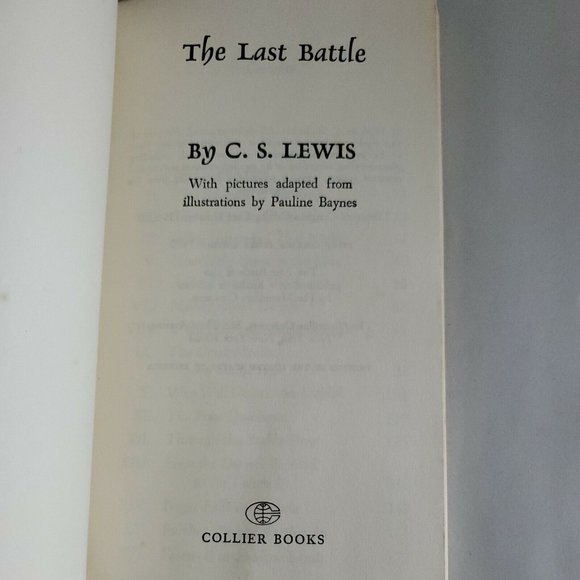 The Last Battle
By C. S. LEWIS
With pictures adapted from
illustrations by Pauline Baynes
COLLIER BOOKS